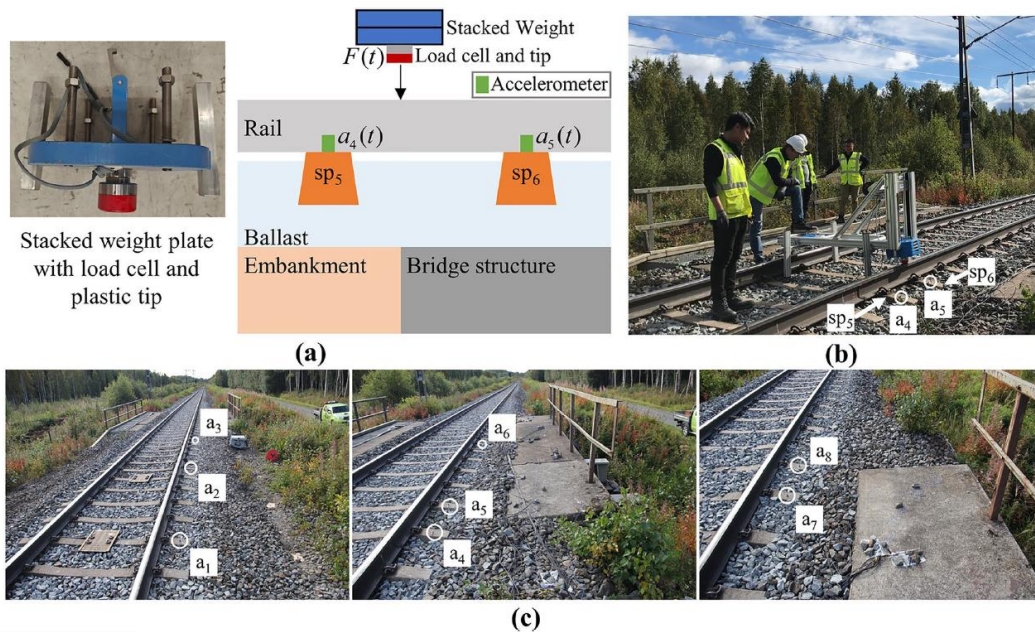 Stacked weight plate
with load cell and
plastic tip
Stacked Weight
F(t)
Load cell and tip
Accelerometer
Rail
a₄(t)
a₅(t)
sp₅
sp₆
Ballast
Embankment
Bridge structure
(a)
sp₆
sp₅
a₄
a₅
(b)
a₃
a₂
a₁
a₆
a₅
a₄
a₈
a₇
(c)